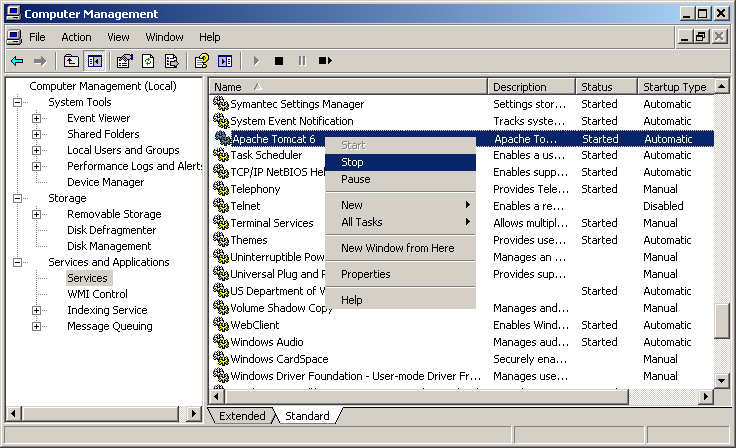 Computer Management
File Action View Window Help
Computer Management (Local)
System Tools
Event Viewer
Shared Folders
Local Users and Groups
Performance Logs and Alerts
Device Manager
Storage
Removable Storage
Disk Defragmenter
Disk Management
Services and Applications
Services
WMI Control
Indexing Service
Message Queuing
Name Description Status Startup Type
Symantec Settings Manager Settings stor... Started Automatic
System Event Notification Tracks syste... Started Automatic
Apache Tomcat 6 Apache To... Started Automatic
Task Scheduler Enables a us... Started Automatic
TCP/IP NetBIOS Hel Enables supp... Started Automatic
Telephony Provides Tele... Started Manual
Telnet Enables a re... Disabled
Terminal Services Allows multipl... Started Manual
Themes Provides use... Started Automatic
Uninterruptible Pow Manages an ... Manual
Universal Plug and P Provides sup... Manual
US Department of W Started Automatic
Volume Shadow Copy Manages and... Manual
WebClient Enables Wind... Started Automatic
Windows Audio Manages aud... Started Automatic
Windows CardSpace Securely ena... Manual
Windows Driver Foundation - User-mode Driver Fr... Manages use... Manual
Start
Stop
Pause
New
All Tasks
New Window from Here
Properties
Help
Extended Standard